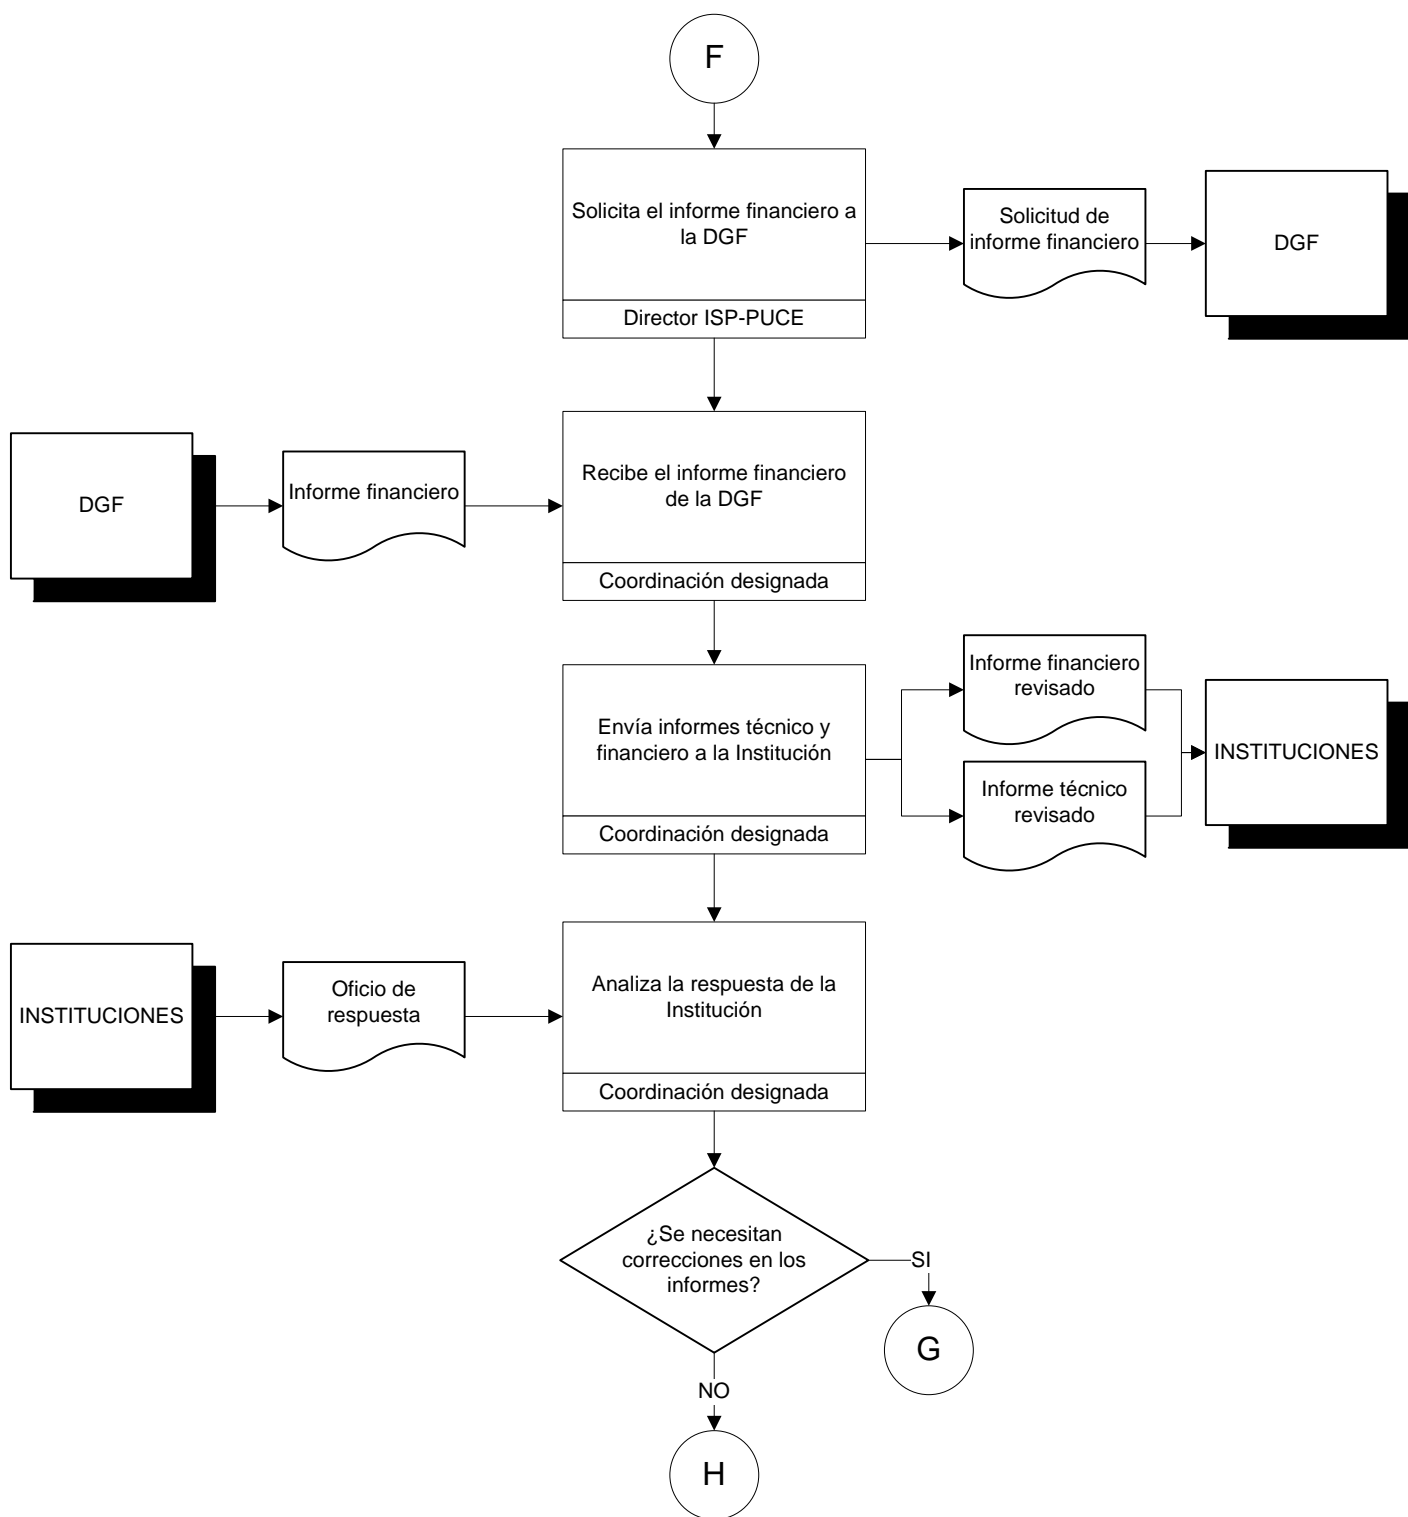 F
Solicita el informe financiero a
la DGF
Director ISP-PUCE
Solicitud de
informe financiero
DGF
DGF
Informe financiero
Recibe el informe financiero
de la DGF
Coordinación designada
Envía informes técnico y
financiero a la Institución
Coordinación designada
Informe financiero
revisado
Informe técnico
revisado
INSTITUCIONES
INSTITUCIONES
Oficio de
respuesta
Analiza la respuesta de la
Institución
Coordinación designada
¿Se necesitan
correcciones en los
informes?
SI
G
NO
H